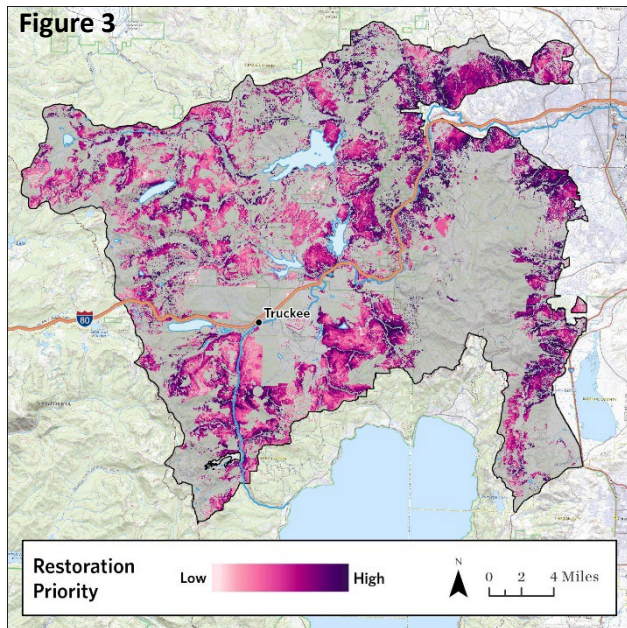 Figure 3
Truckee
80
Restoration
Priority
Low
High
N
0 2 4 Miles